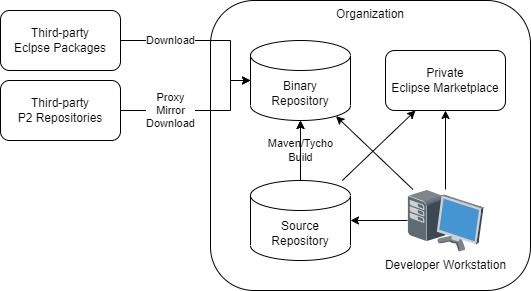 Organization
Third-party
Eclpse Packages
Download
Binary
Repository
Private
Eclipse Marketplace
Third-party
P2 Repositories
Proxy
Mirror
Download
Maven/Tycho
Build
Source
Repository
Developer Workstation